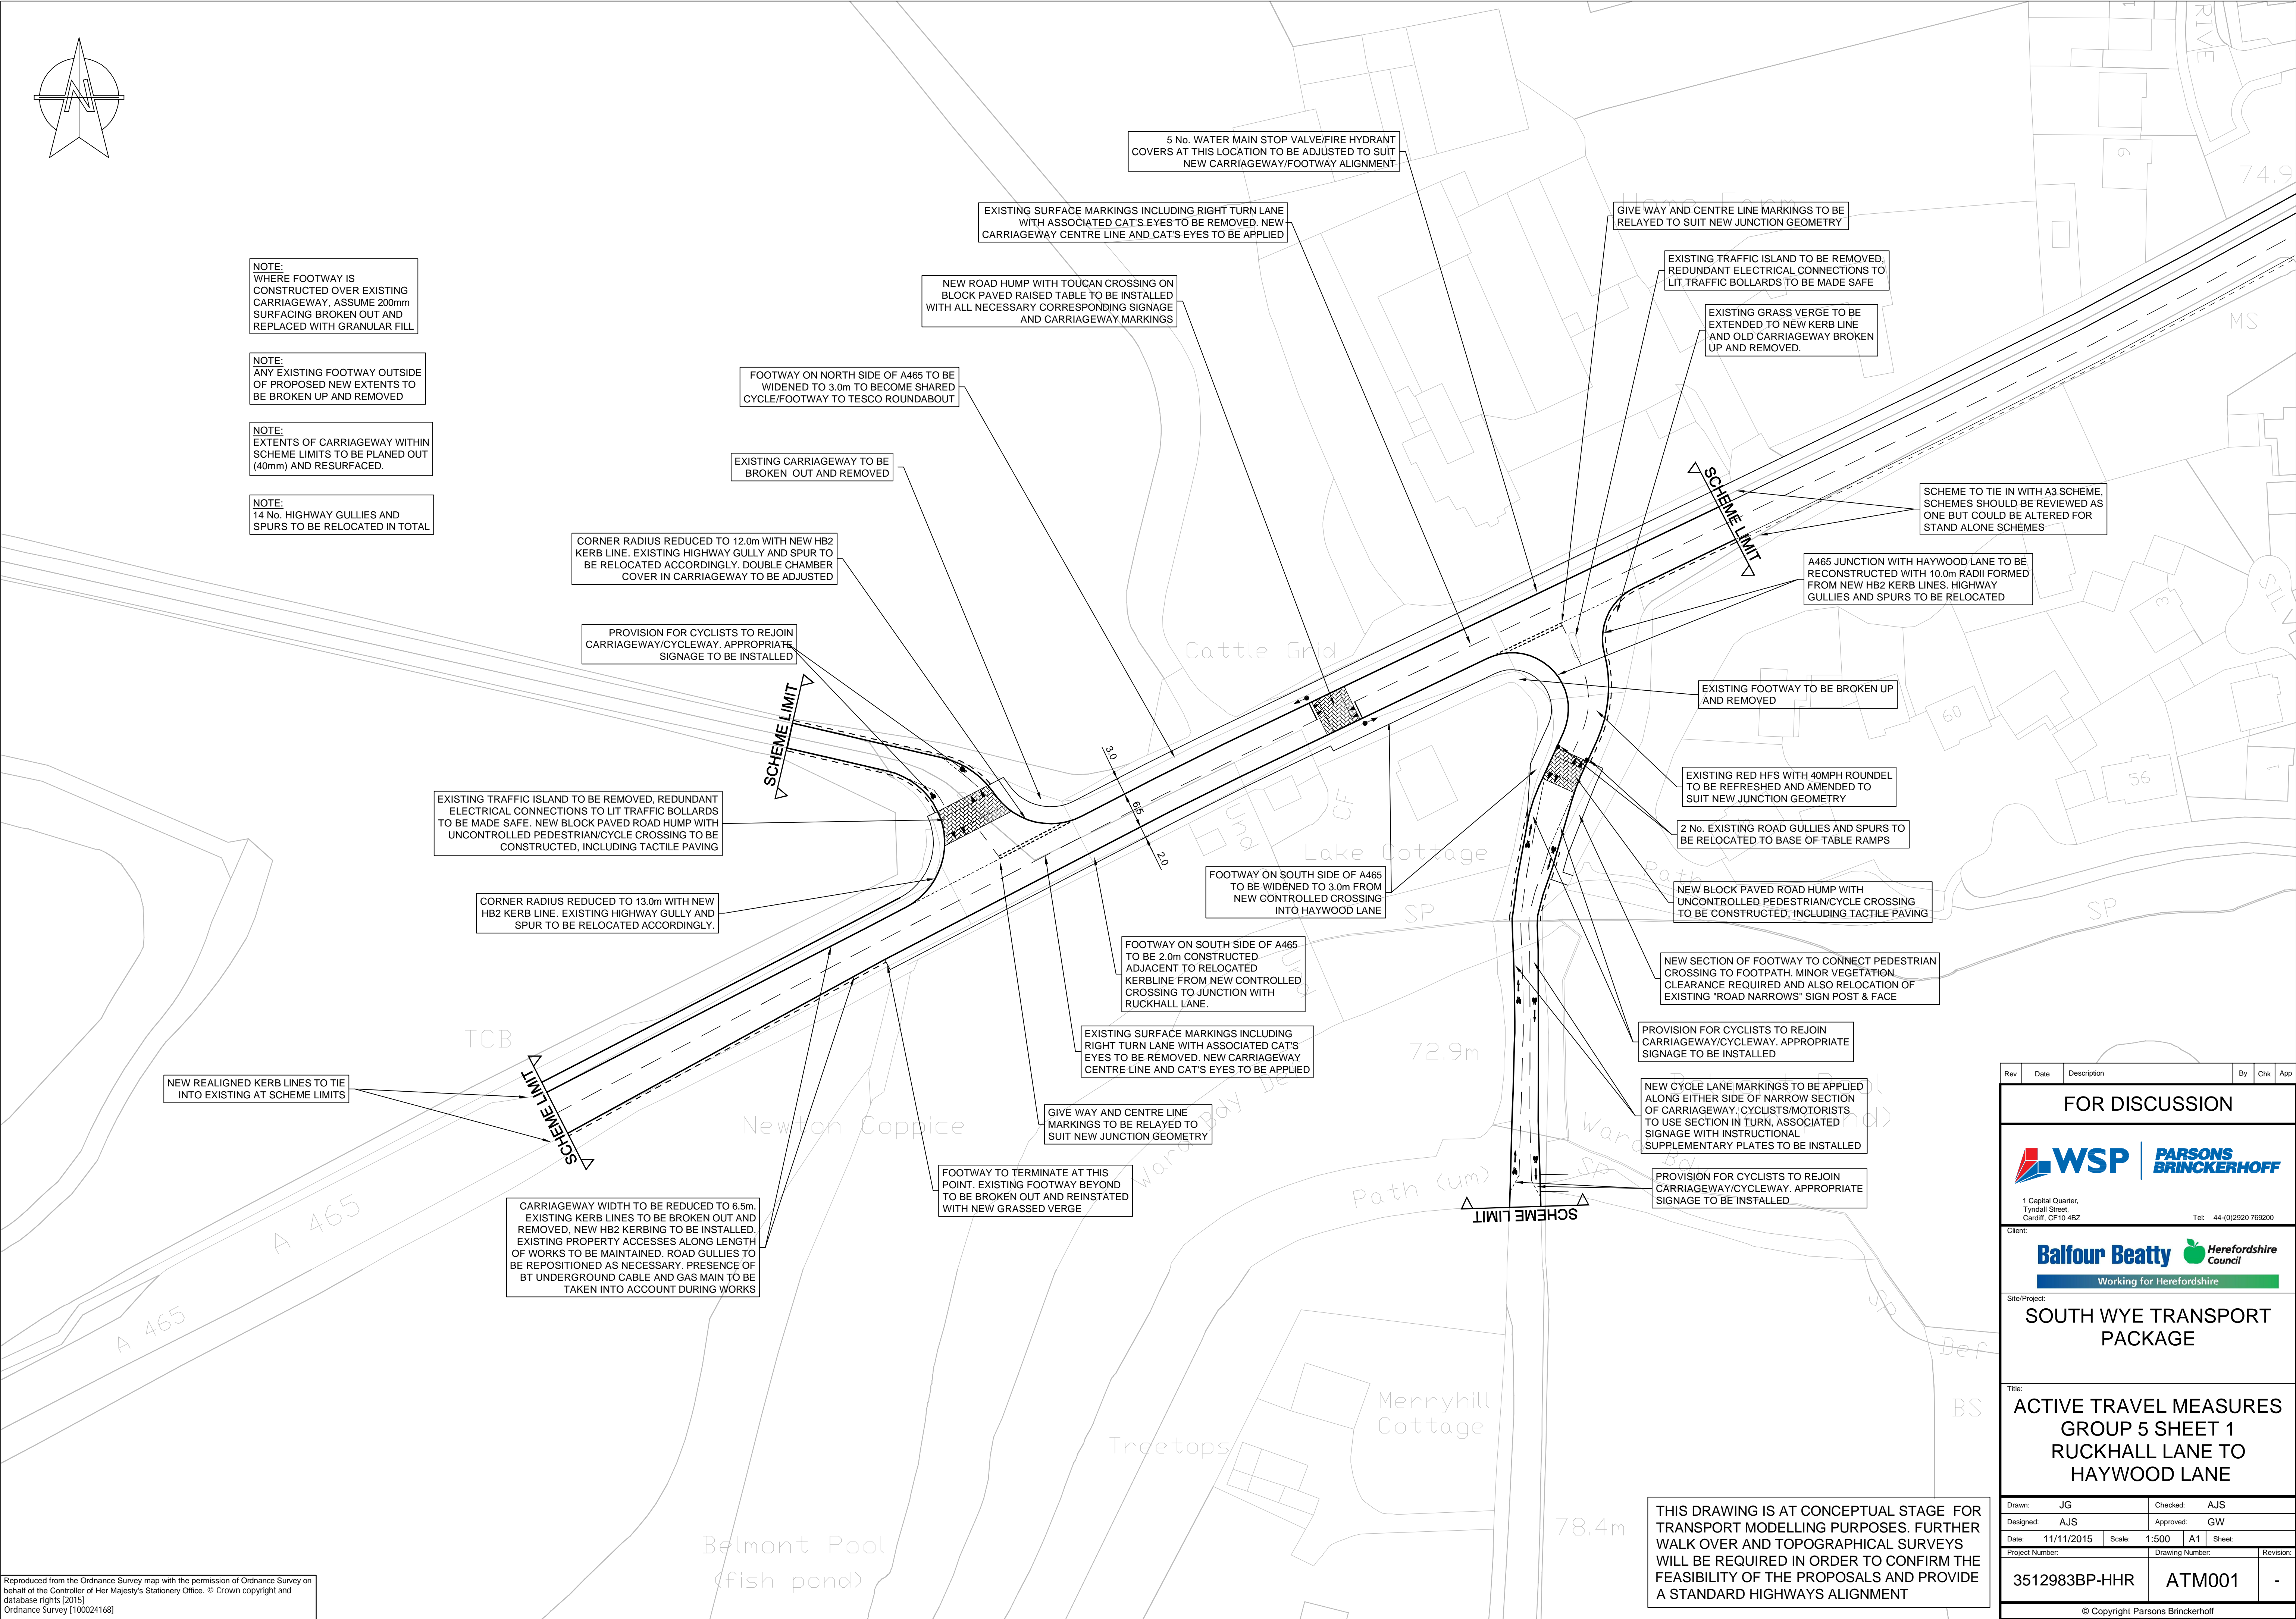 N
NOTE:
WHERE FOOTWAY IS
CONSTRUCTED OVER EXISTING
CARRIAGEWAY, ASSUME 200mm
SURFACING BROKEN OUT AND
REPLACED WITH GRANULAR FILL
NOTE:
ANY EXISTING FOOTWAY OUTSIDE
OF PROPOSED NEW EXTENTS TO
BE BROKEN UP AND REMOVED
NOTE:
EXTENTS OF CARRIAGEWAY WITHIN
SCHEME LIMITS TO BE PLANED OUT
(40mm) AND RESURFACED.
NOTE:
14 No. HIGHWAY GULLIES AND
SPURS TO BE RELOCATED IN TOTAL
5 No. WATER MAIN STOP VALVE/FIRE HYDRANT
COVERS AT THIS LOCATION TO BE ADJUSTED TO SUIT
NEW CARRIAGEWAY/FOOTWAY ALIGNMENT
EXISTING SURFACE MARKINGS INCLUDING RIGHT TURN LANE
WITH ASSOCIATED CAT'S EYES TO BE REMOVED. NEW
CARRIAGEWAY CENTRE LINE AND CAT'S EYES TO BE APPLIED
NEW ROAD HUMP WITH TOUCAN CROSSING ON
BLOCK PAVED RAISED TABLE TO BE INSTALLED
WITH ALL NECESSARY CORRESPONDING SIGNAGE
AND CARRIAGEWAY MARKINGS
FOOTWAY ON NORTH SIDE OF A465 TO BE
WIDENED TO 3.0m TO BECOME SHARED
CYCLE/FOOTWAY TO TESCO ROUNDABOUT
EXISTING CARRIAGEWAY TO BE
BROKEN OUT AND REMOVED
CORNER RADIUS REDUCED TO 12.0m WITH NEW HB2
KERB LINE. EXISTING HIGHWAY GULLY AND SPUR TO
BE RELOCATED ACCORDINGLY. DOUBLE CHAMBER
COVER IN CARRIAGEWAY TO BE ADJUSTED
PROVISION FOR CYCLISTS TO REJOIN
CARRIAGEWAY/CYCLEWAY. APPROPRIATE
SIGNAGE TO BE INSTALLED
SCHEME LIMIT
EXISTING TRAFFIC ISLAND TO BE REMOVED, REDUNDANT
ELECTRICAL CONNECTIONS TO LIT TRAFFIC BOLLARDS
TO BE MADE SAFE. NEW BLOCK PAVED ROAD HUMP WITH
UNCONTROLLED PEDESTRIAN/CYCLE CROSSING TO BE
CONSTRUCTED, INCLUDING TACTILE PAVING
CORNER RADIUS REDUCED TO 13.0m WITH NEW
HB2 KERB LINE. EXISTING HIGHWAY GULLY AND
SPUR TO BE RELOCATED ACCORDINGLY.
NEW REALIGNED KERB LINES TO TIE
INTO EXISTING AT SCHEME LIMITS
SCHEME LIMIT
CARRIAGEWAY WIDTH TO BE REDUCED TO 6.5m.
EXISTING KERB LINES TO BE BROKEN OUT AND
REMOVED, NEW HB2 KERBING TO BE INSTALLED.
EXISTING PROPERTY ACCESSES ALONG LENGTH
OF WORKS TO BE MAINTAINED. ROAD GULLIES TO
BE REPOSITIONED AS NECESSARY. PRESENCE OF
BT UNDERGROUND CABLE AND GAS MAIN TO BE
TAKEN INTO ACCOUNT DURING WORKS
3.0
6.5
2.0
FOOTWAY ON SOUTH SIDE OF A465
TO BE WIDENED TO 3.0m FROM
NEW CONTROLLED CROSSING
INTO HAYWOOD LANE
FOOTWAY ON SOUTH SIDE OF A465
TO BE 2.0m CONSTRUCTED
ADJACENT TO RELOCATED
KERBLINE FROM NEW CONTROLLED
CROSSING TO JUNCTION WITH
RUCKHALL LANE.
EXISTING SURFACE MARKINGS INCLUDING
RIGHT TURN LANE WITH ASSOCIATED CAT'S
EYES TO BE REMOVED. NEW CARRIAGEWAY
CENTRE LINE AND CAT'S EYES TO BE APPLIED
GIVE WAY AND CENTRE LINE
MARKINGS TO BE RELAYED TO
SUIT NEW JUNCTION GEOMETRY
FOOTWAY TO TERMINATE AT THIS
POINT. EXISTING FOOTWAY BEYOND
TO BE BROKEN OUT AND REINSTATED
WITH NEW GRASSED VERGE
GIVE WAY AND CENTRE LINE MARKINGS TO BE
RELAYED TO SUIT NEW JUNCTION GEOMETRY
EXISTING TRAFFIC ISLAND TO BE REMOVED,
REDUNDANT ELECTRICAL CONNECTIONS TO
LIT TRAFFIC BOLLARDS TO BE MADE SAFE
EXISTING GRASS VERGE TO BE
EXTENDED TO NEW KERB LINE
AND OLD CARRIAGEWAY BROKEN
UP AND REMOVED.
SCHEME LIMIT
SCHEME TO TIE IN WITH A3 SCHEME,
SCHEMES SHOULD BE REVIEWED AS
ONE BUT COULD BE ALTERED FOR
STAND ALONE SCHEMES
A465 JUNCTION WITH HAYWOOD LANE TO BE
RECONSTRUCTED WITH 10.0m RADII FORMED
FROM NEW HB2 KERB LINES. HIGHWAY
GULLIES AND SPURS TO BE RELOCATED
EXISTING FOOTWAY TO BE BROKEN UP
AND REMOVED
EXISTING RED HFS WITH 40MPH ROUNDEL
TO BE REFRESHED AND AMENDED TO
SUIT NEW JUNCTION GEOMETRY
2 No. EXISTING ROAD GULLIES AND SPURS TO
BE RELOCATED TO BASE OF TABLE RAMPS
NEW BLOCK PAVED ROAD HUMP WITH
UNCONTROLLED PEDESTRIAN/CYCLE CROSSING
TO BE CONSTRUCTED, INCLUDING TACTILE PAVING
NEW SECTION OF FOOTWAY TO CONNECT PEDESTRIAN
CROSSING TO FOOTPATH. MINOR VEGETATION
CLEARANCE REQUIRED AND ALSO RELOCATION OF
EXISTING "ROAD NARROWS" SIGN POST & FACE
PROVISION FOR CYCLISTS TO REJOIN
CARRIAGEWAY/CYCLEWAY. APPROPRIATE
SIGNAGE TO BE INSTALLED
NEW CYCLE LANE MARKINGS TO BE APPLIED
ALONG EITHER SIDE OF NARROW SECTION
OF CARRIAGEWAY. CYCLISTS/MOTORISTS
TO USE SECTION IN TURN, ASSOCIATED
SIGNAGE WITH INSTRUCTIONAL
SUPPLEMENTARY PLATES TO BE INSTALLED
PROVISION FOR CYCLISTS TO REJOIN
CARRIAGEWAY/CYCLEWAY. APPROPRIATE
SIGNAGE TO BE INSTALLED
SCHEME LIMIT
RIVE
9
74.9
MS
3
60
56
1
Cattle Grid
CF
Lake Cottage
SP
SP
TCB
A 465
A 465
Newton Coppice
72.9m
Path (um)
SP
SP
Def
BS
Merryhill
Cottage
Treetops
Belmont Pool
(fish pond)
78.4m
THIS DRAWING IS AT CONCEPTUAL STAGE FOR
TRANSPORT MODELLING PURPOSES. FURTHER
WALK OVER AND TOPOGRAPHICAL SURVEYS
WILL BE REQUIRED IN ORDER TO CONFIRM THE
FEASIBILITY OF THE PROPOSALS AND PROVIDE
A STANDARD HIGHWAYS ALIGNMENT
Rev Date Description By Chk App
FOR DISCUSSION
WSP PARSONS BRINCKERHOFF
1 Capital Quarter,
Tyndall Street,
Cardiff, CF10 4BZ Tel: 44-(0)2920 769200
Client:
Balfour Beatty Herefordshire Council
Working for Herefordshire
Site/Project:
SOUTH WYE TRANSPORT
PACKAGE
Title:
ACTIVE TRAVEL MEASURES
GROUP 5 SHEET 1
RUCKHALL LANE TO
HAYWOOD LANE
Drawn: JG Checked: AJS
Designed: AJS Approved: GW
Date: 11/11/2015 Scale: 1:500 A1 Sheet:
Project Number: Drawing Number: Revision:
3512983BP-HHR ATM001 -
© Copyright Parsons Brinckerhoff
Reproduced from the Ordnance Survey map with the permission of Ordnance Survey on
behalf of the Controller of Her Majesty's Stationery Office. © Crown copyright and
database rights [2015]
Ordnance Survey [100024168]